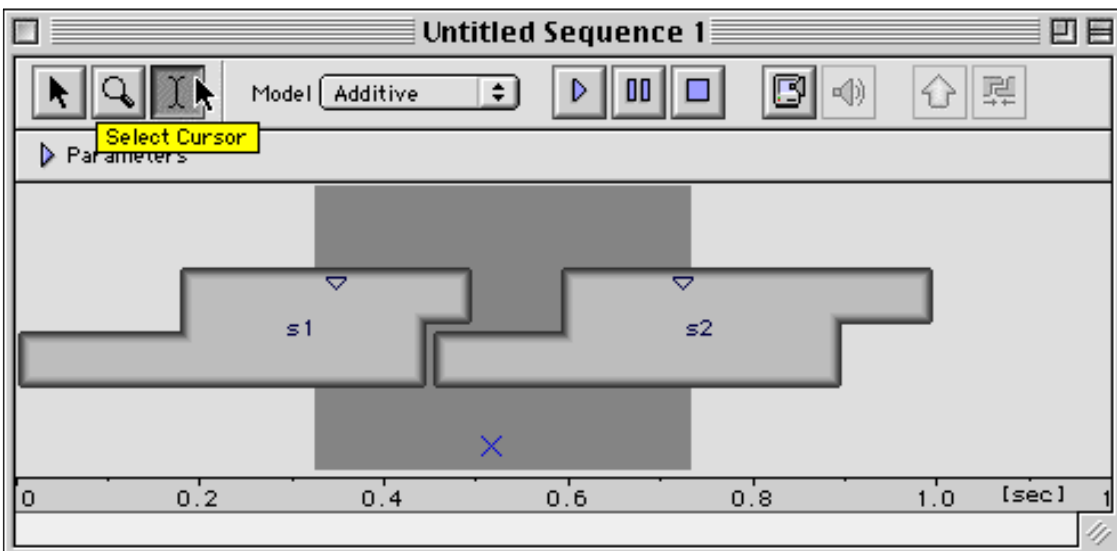 Untitled Sequence 1
Model Additive
Select Cursor
Parameters
s1 s2
0 0.2 0.4 0.6 0.8 1.0 [sec] 1